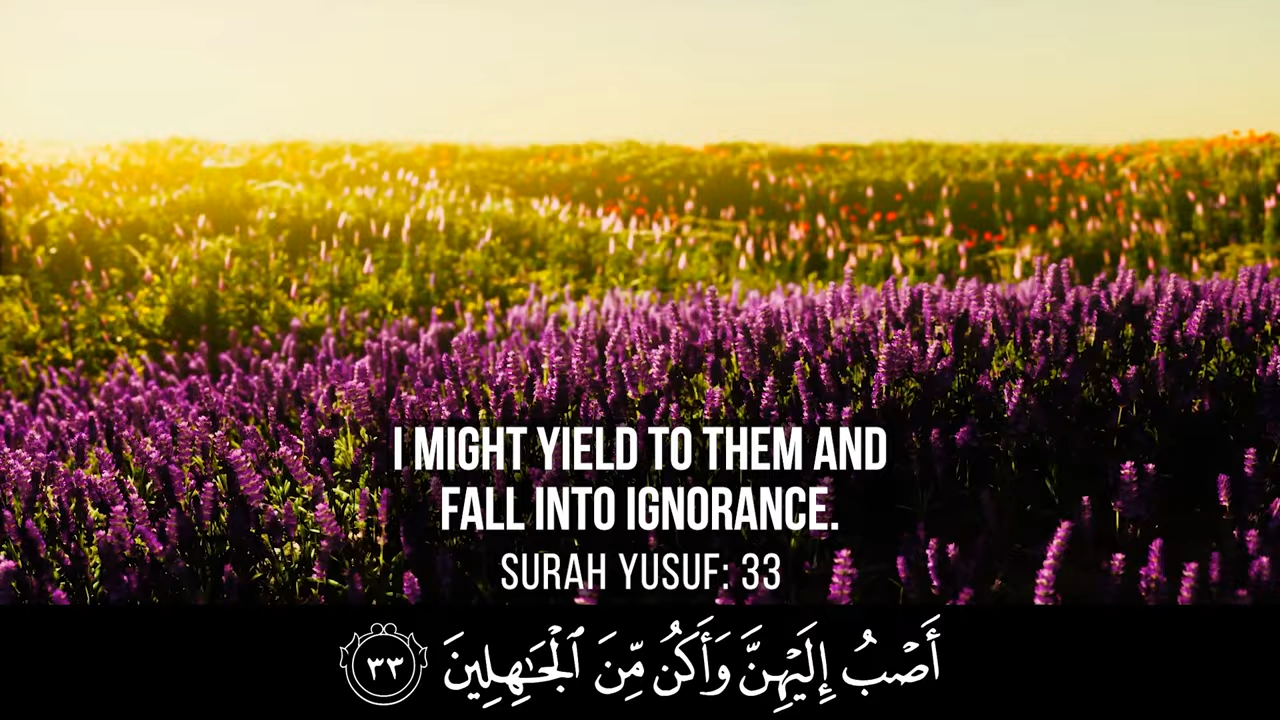 I MIGHT YIELD TO THEM AND
FALL INTO IGNORANCE.
SURAH YUSUF: 33
أَصْبُ إِلَيْهِنَّ وَأَكُن مِّنَ ٱلْجَـٰهِلِينَ ٣٣